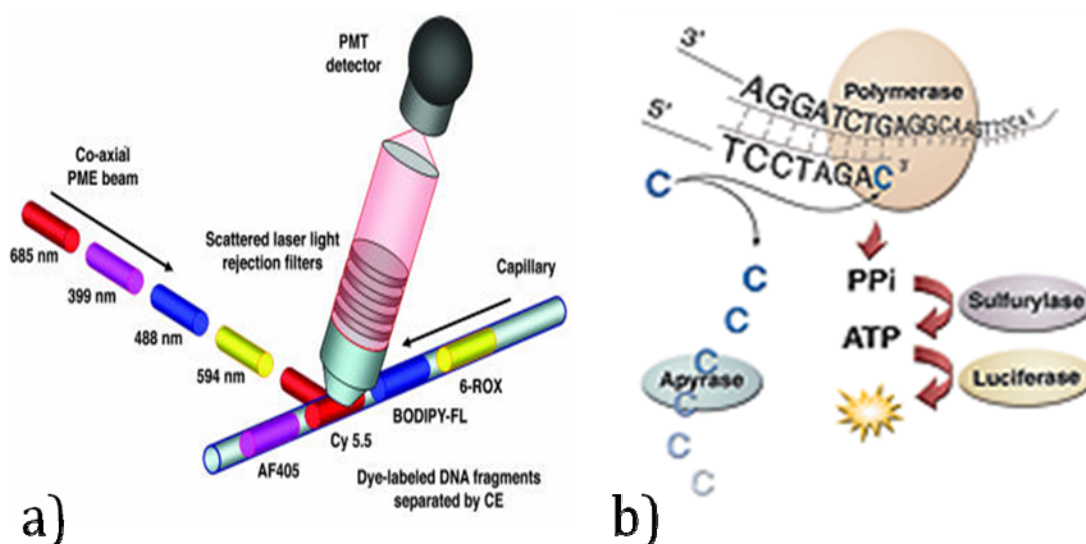 PMT
detector
Co-axial
PME beam
685 nm
399 nm
488 nm
594 nm
Scattered laser light
rejection filters
Capillary
6-ROX
BODIPY-FL
Cy 5.5
AF405
Dye-labeled DNA fragments
separated by CE
a)
3'
5'
Polymerase
AGGATCTGAGGCAAGTTCCA
TCCTAGAC
3'
C
C
C
C
C
C
C
Apyrase
PPi
Sulfurylase
ATP
Luciferase
b)